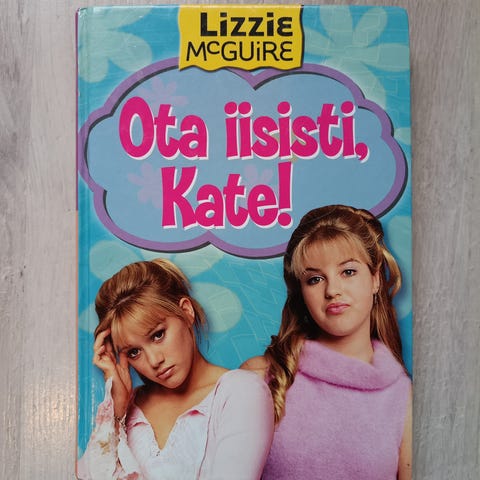 Lizzie
McGUiRE
Ota iisisti,
Kate!